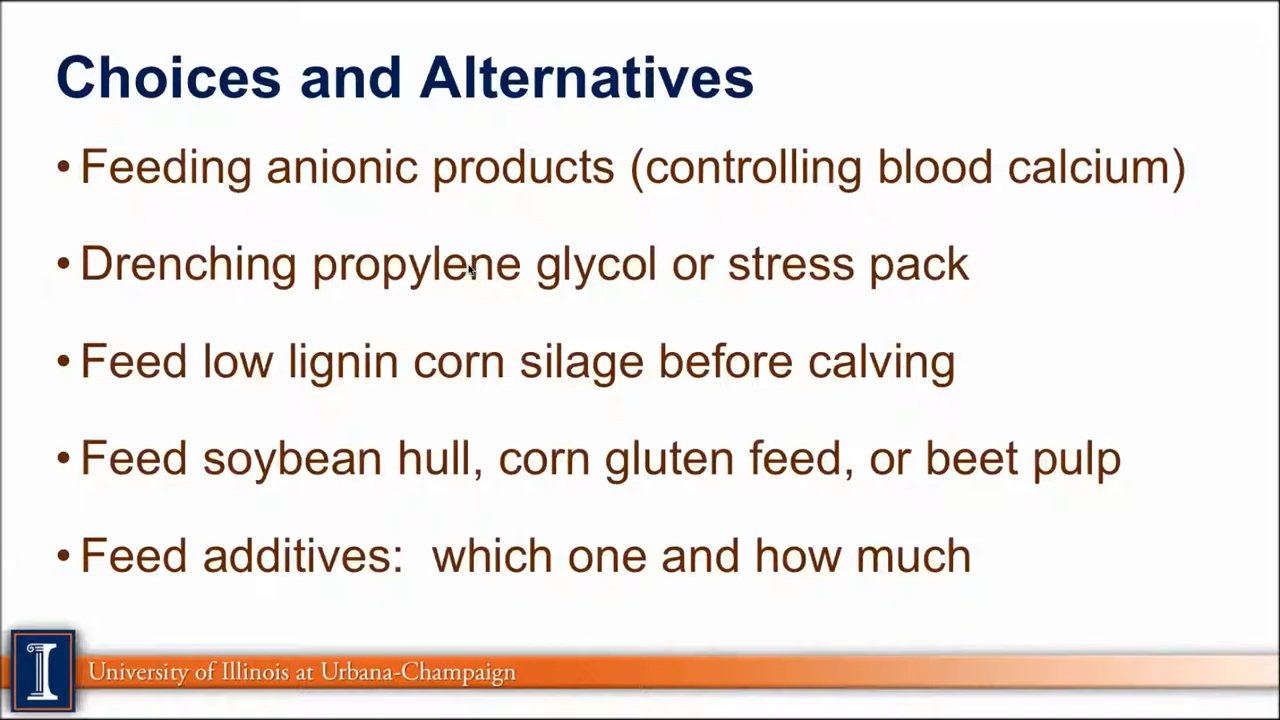 Choices and Alternatives
• Feeding anionic products (controlling blood calcium)
• Drenching propylene glycol or stress pack
• Feed low lignin corn silage before calving
• Feed soybean hull, corn gluten feed, or beet pulp
• Feed additives:  which one and how much
I University of Illinois at Urbana-Champaign